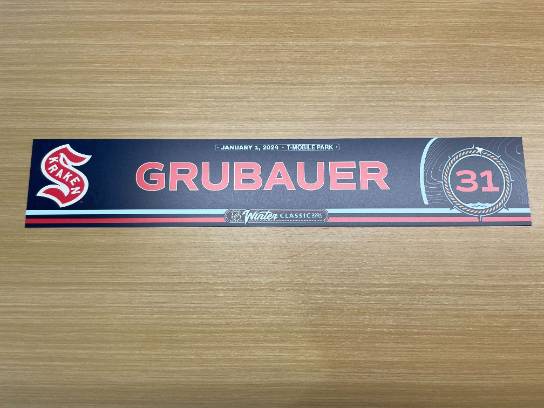 JANUARY 1, 2024 · T-MOBILE PARK
KRAKEN
GRUBAUER
31
Winter CLASSIC